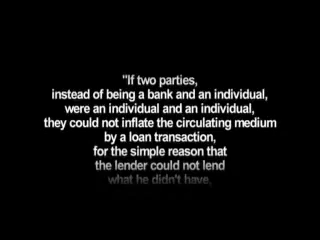 "If two parties,
instead of being a bank and an individual,
were an individual and an individual,
they could not inflate the circulating medium
by a loan transaction,
for the simple reason that
the lender could not lend
what he didn't have,